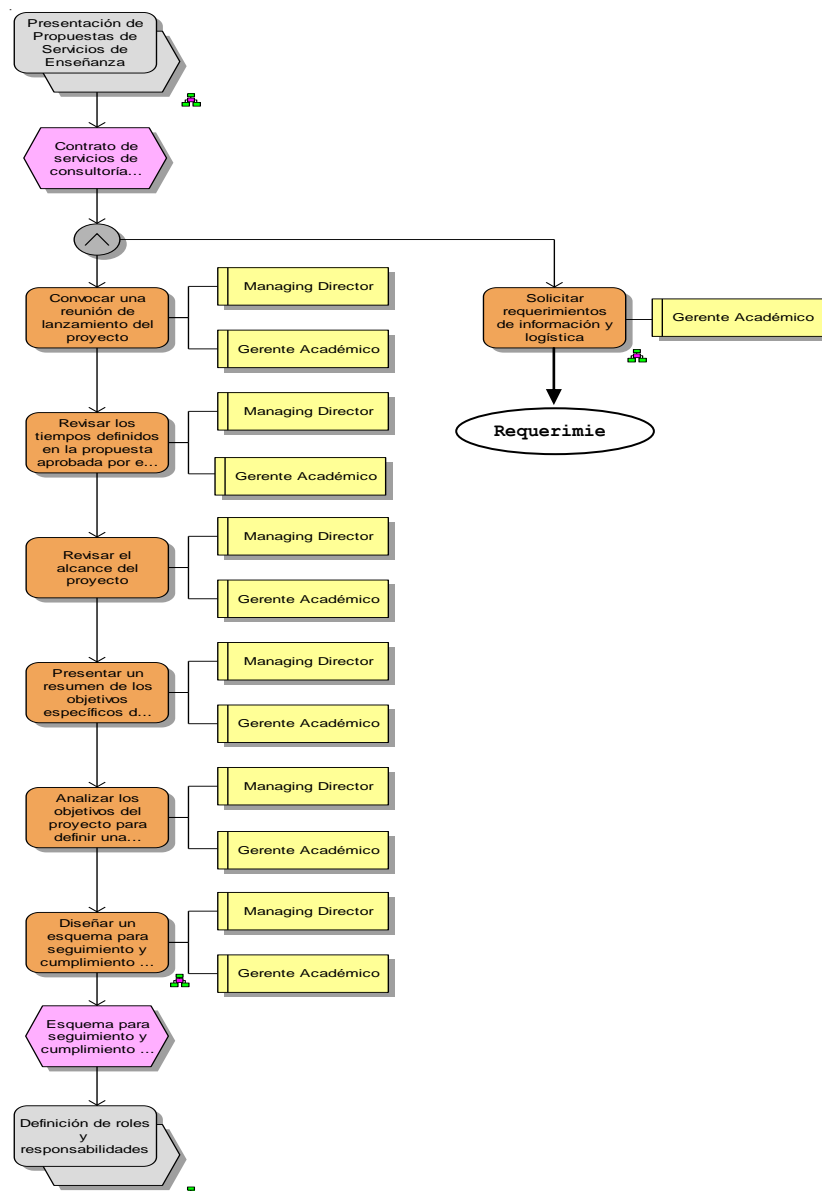 Presentación de
Propuestas de
Servicios de
Enseñanza
Contrato de
servicios de
consultoría...
Convocar una
reunión de
lanzamiento del
proyecto
Managing Director
Gerente Académico
Solicitar
requerimientos
de información y
logística
Gerente Académico
Requerimie
Revisar los
tiempos definidos
en la propuesta
aprobada por e...
Managing Director
Gerente Académico
Revisar el
alcance del
proyecto
Managing Director
Gerente Académico
Presentar un
resumen de los
objetivos
específicos d...
Managing Director
Gerente Académico
Analizar los
objetivos del
proyecto para
definir una...
Managing Director
Gerente Académico
Diseñar un
esquema para
seguimiento y
cumplimiento ...
Managing Director
Gerente Académico
Esquema para
seguimiento y
cumplimiento ...
Definición de roles
y
responsabilidades